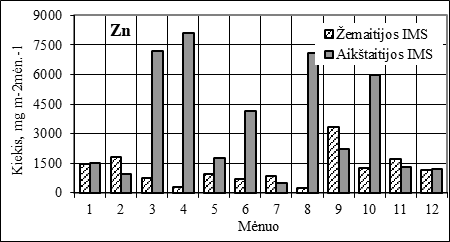 Zn
Žemaitijos IMS
Aikštaitijos IMS
Kiekis, mg m-2mėn.-1
9000
7500
6000
4500
3000
1500
0
1 2 3 4 5 6 7 8 9 10 11 12
Mėnuo